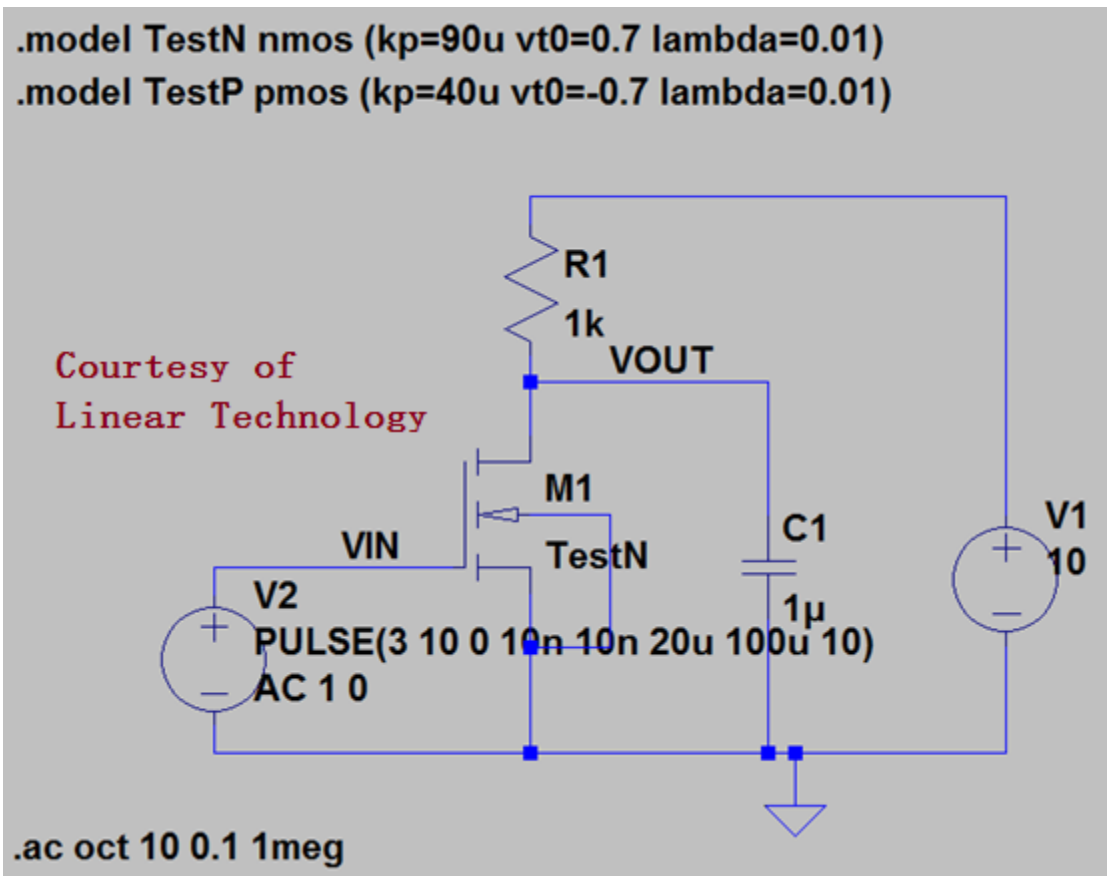 .model TestN nmos (kp=90u vt0=0.7 lambda=0.01)
.model TestP pmos (kp=40u vt0=-0.7 lambda=0.01)
R1
1k
VOUT
Courtesy of
Linear Technology
M1
TestN
VIN
C1
1µ
V1
10
V2
PULSE(3 10 0 10n 10n 20u 100u 10)
AC 1 0
.ac oct 10 0.1 1meg